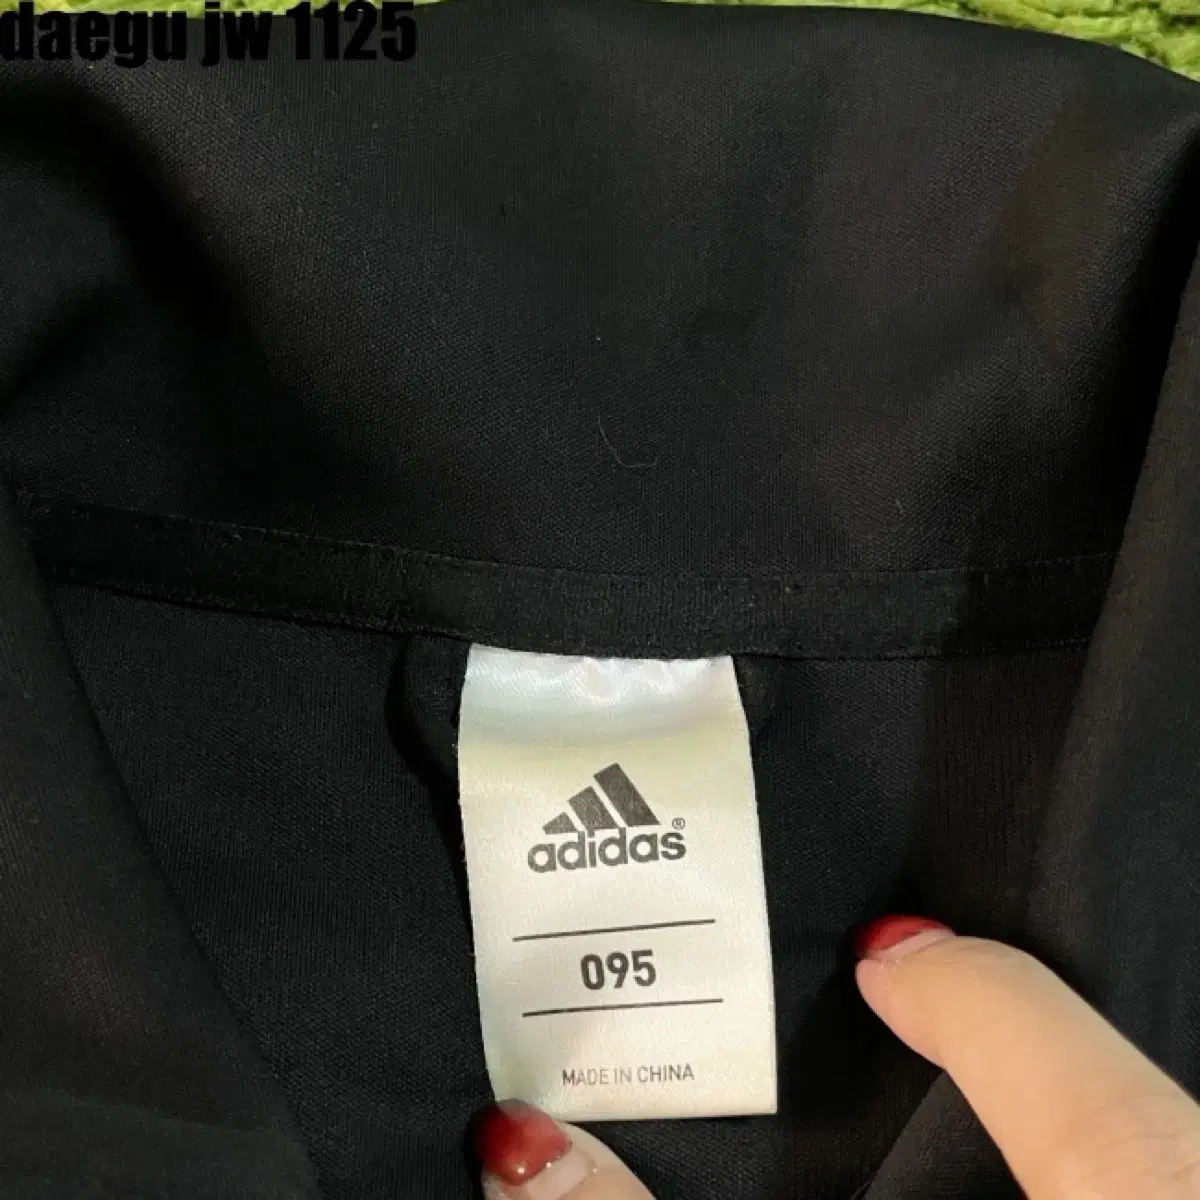 daegu jw 1125
adidas®
095
MADE IN CHINA